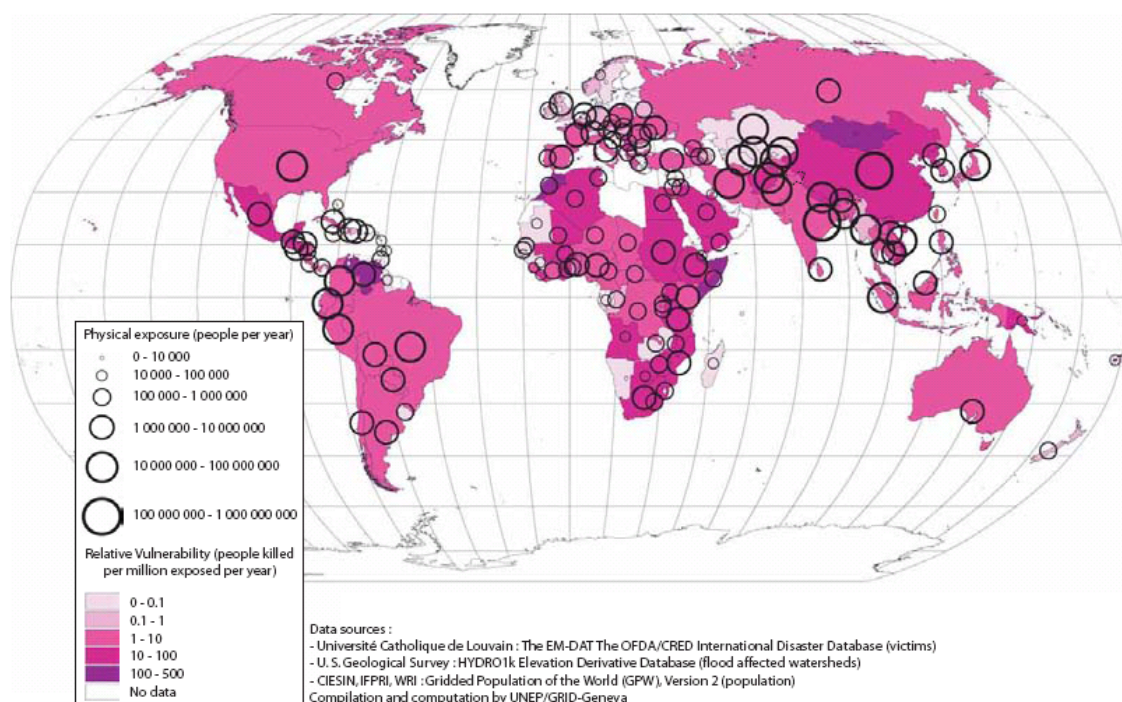 Physical exposure (people per year)
0 - 10 000
10 000 - 100 000
100 000 - 1 000 000
1 000 000 - 10 000 000
10 000 000 - 100 000 000
100 000 000 - 1 000 000 000
Relative Vulnerability (people killed
per million exposed per year)
0 - 0.1
0.1 - 1
1 - 10
10 - 100
100 - 500
No data
Data sources :
- Université Catholique de Louvain : The EM-DAT The OFDA/CRED International Disaster Database (victims)
- U. S. Geological Survey : HYDRO1k Elevation Derivative Database (flood affected watersheds)
- CIESIN, IFPRI, WRI : Gridded Population of the World (GPW), Version 2 (population)
Compilation and computation by UNEP/GRID-Geneva